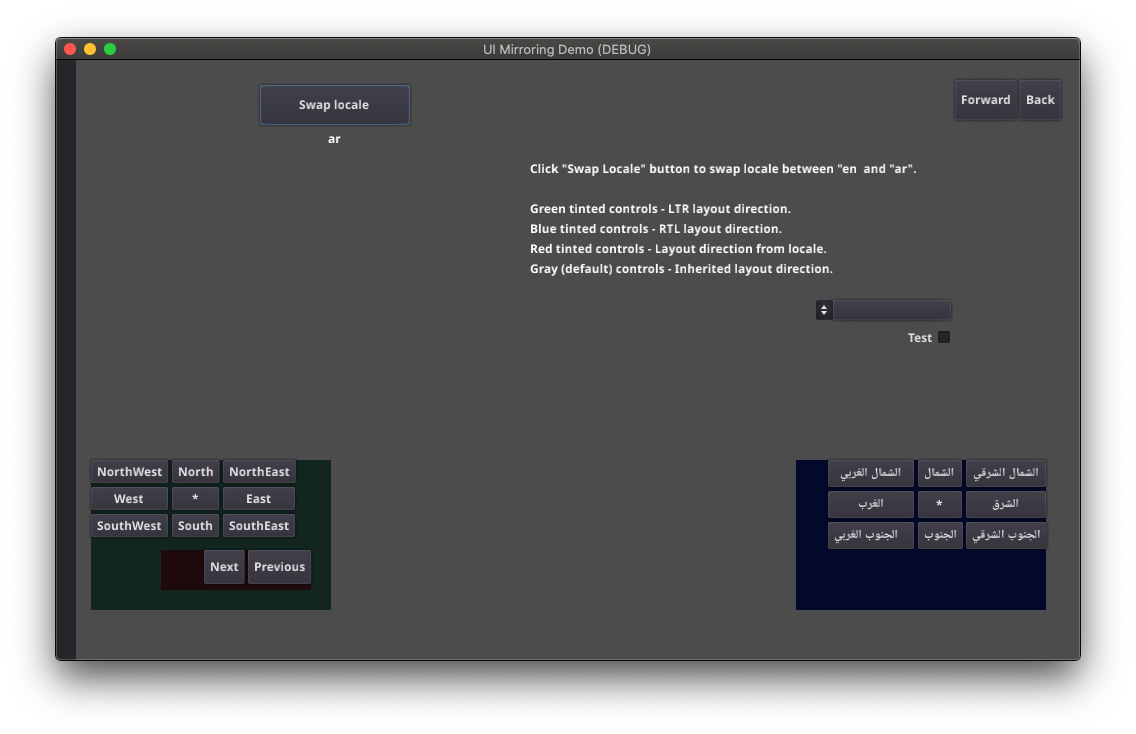 UI Mirroring Demo (DEBUG)
Swap locale
Forward Back
ar
Click "Swap Locale" button to swap locale between "en  and "ar".
Green tinted controls - LTR layout direction.
Blue tinted controls - RTL layout direction.
Red tinted controls - Layout direction from locale.
Gray (default) controls - Inherited layout direction.
Test
NorthWest North NorthEast
West * East
SouthWest South SouthEast
Next Previous
الشمال الشرقي الشمال الشمال الغربي
الشرق * الغرب
الجنوب الشرقي الجنوب الجنوب الغربي